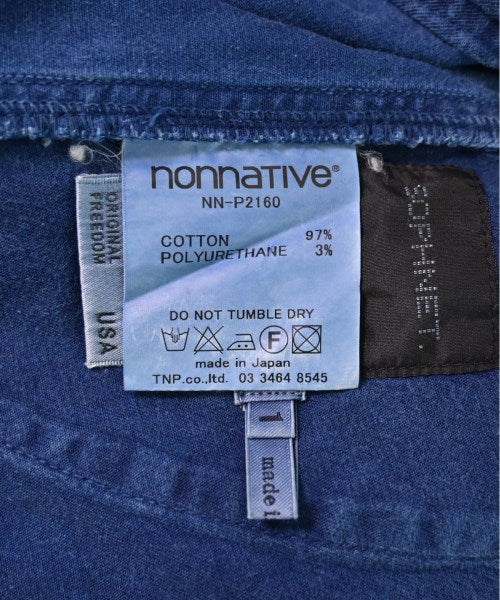 nonnative®
NN-P2160
COTTON 97%
POLYURETHANE 3%
DO NOT TUMBLE DRY
F
made in Japan
TNP.co.,ltd. 03 3464 8545
ORIGINAL
FREEDOM
USA
SOPHNET.
1
made i